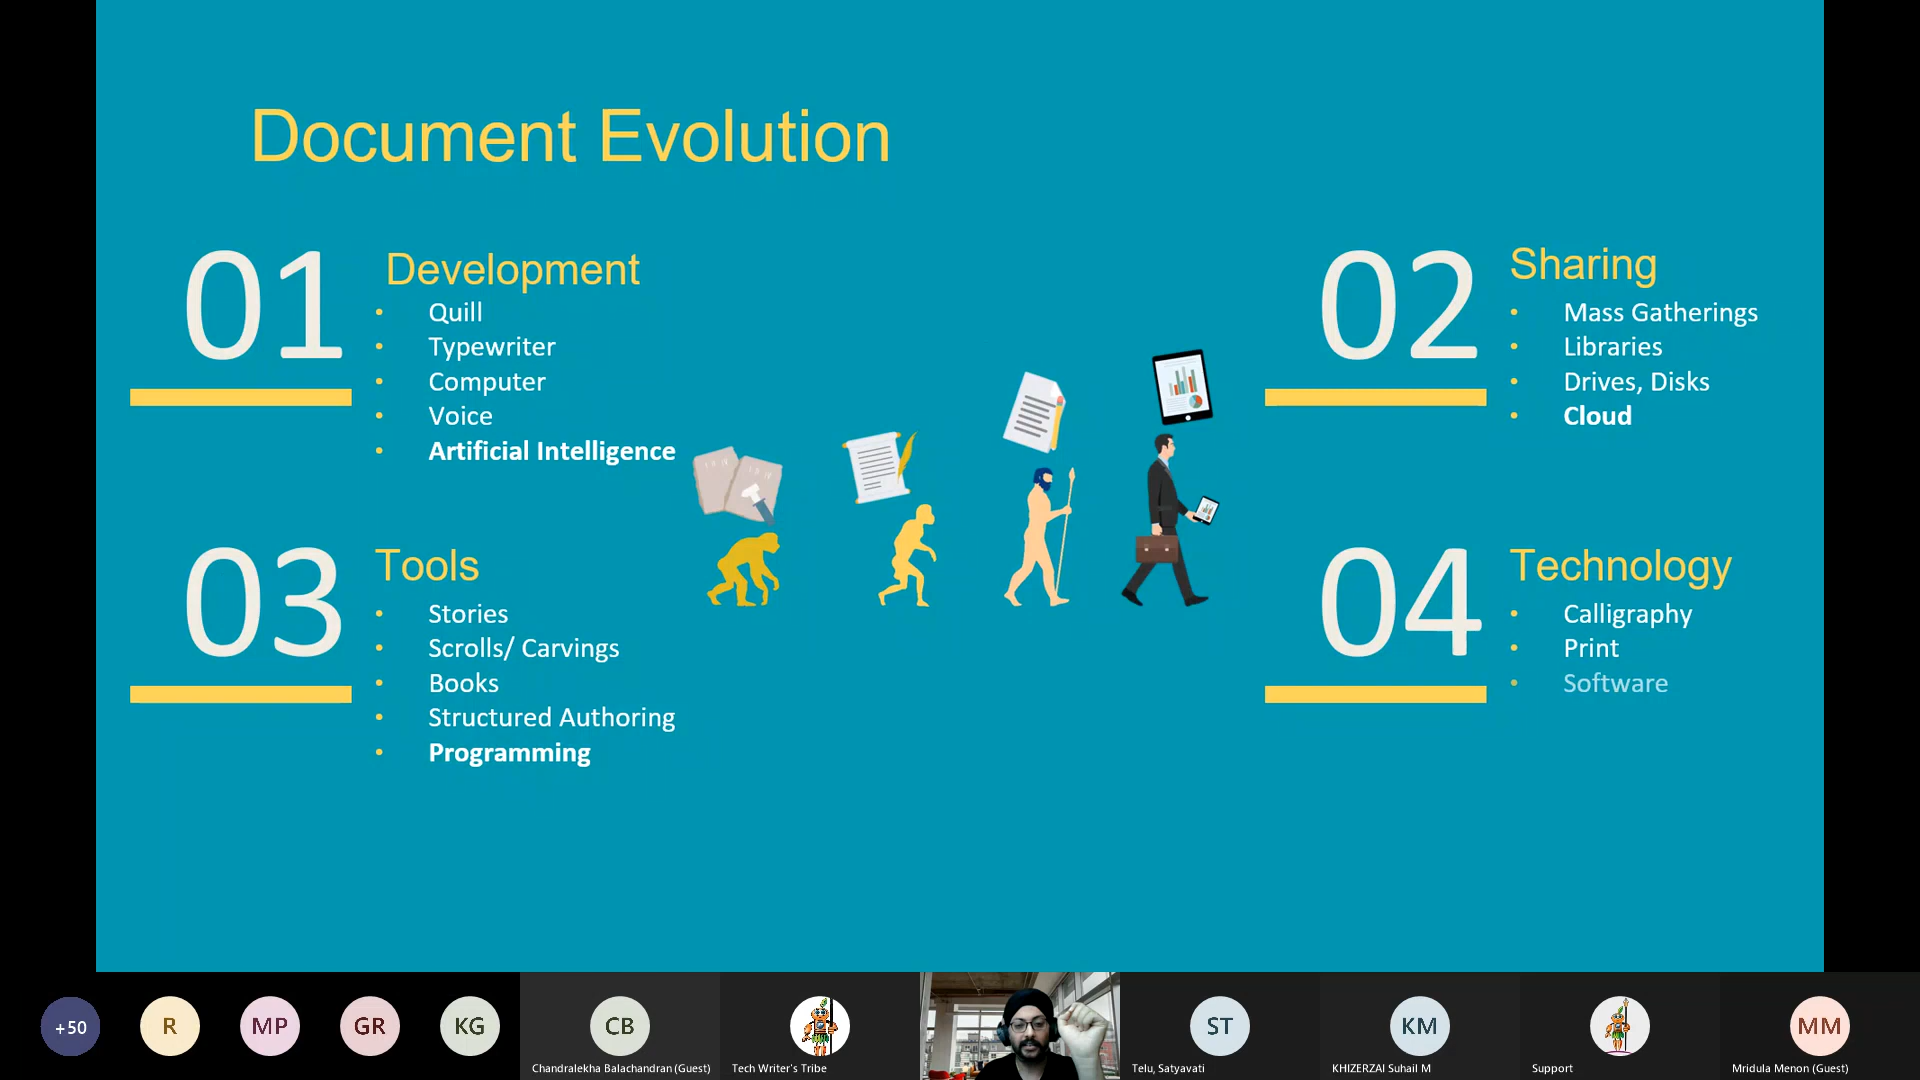 Document Evolution
01
Development
Quill
Typewriter
Computer
Voice
Artificial Intelligence
02
Sharing
Mass Gatherings
Libraries
Drives, Disks
Cloud
03
Tools
Stories
Scrolls/ Carvings
Books
Structured Authoring
Programming
04
Technology
Calligraphy
Print
Software
+50
R
MP
GR
KG
CB
Chandralekha Balachandran (Guest)
Tech Writer's Tribe
ST
Telu, Satyavati
KM
KHIZERZAI Suhail M
Support
MM
Mridula Menon (Guest)